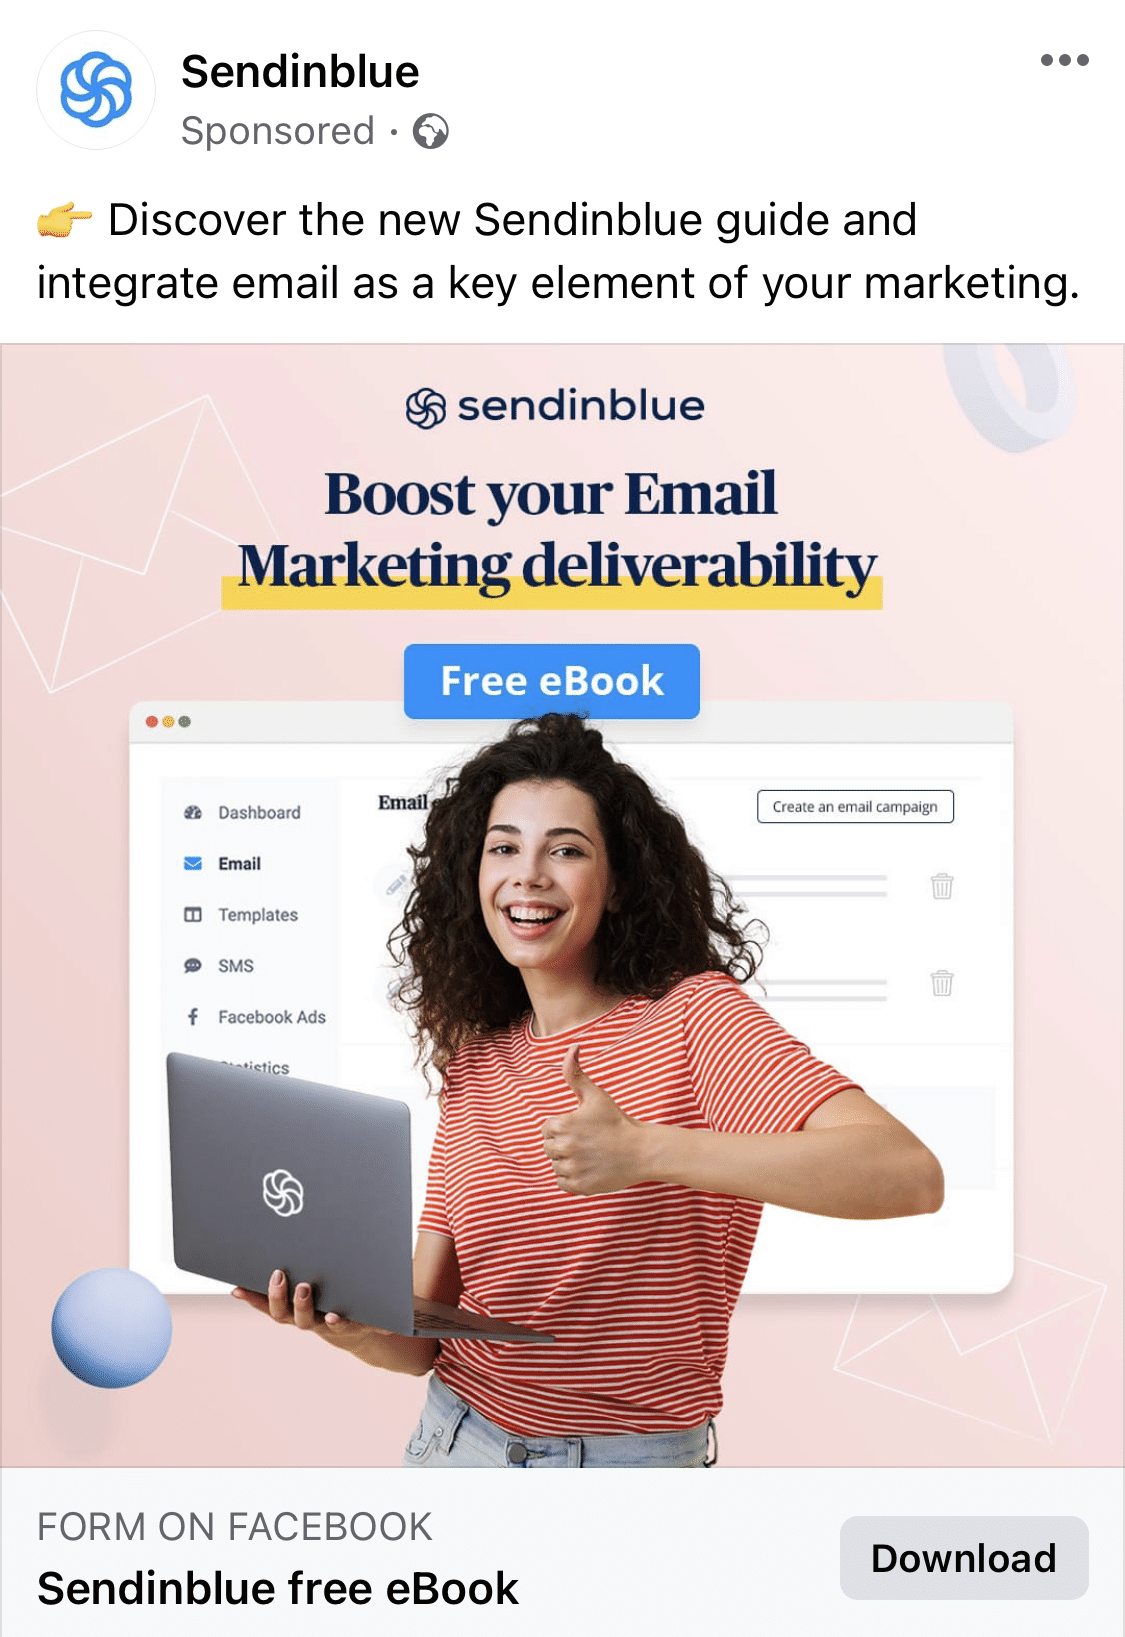 Sendinblue
Sponsored ·
👉 Discover the new Sendinblue guide and
integrate email as a key element of your marketing.
sendinblue
Boost your Email
Marketing deliverability
Free eBook
Dashboard
Email
Templates
SMS
Facebook Ads
Email
Create an email campaign
FORM ON FACEBOOK
Sendinblue free eBook
Download